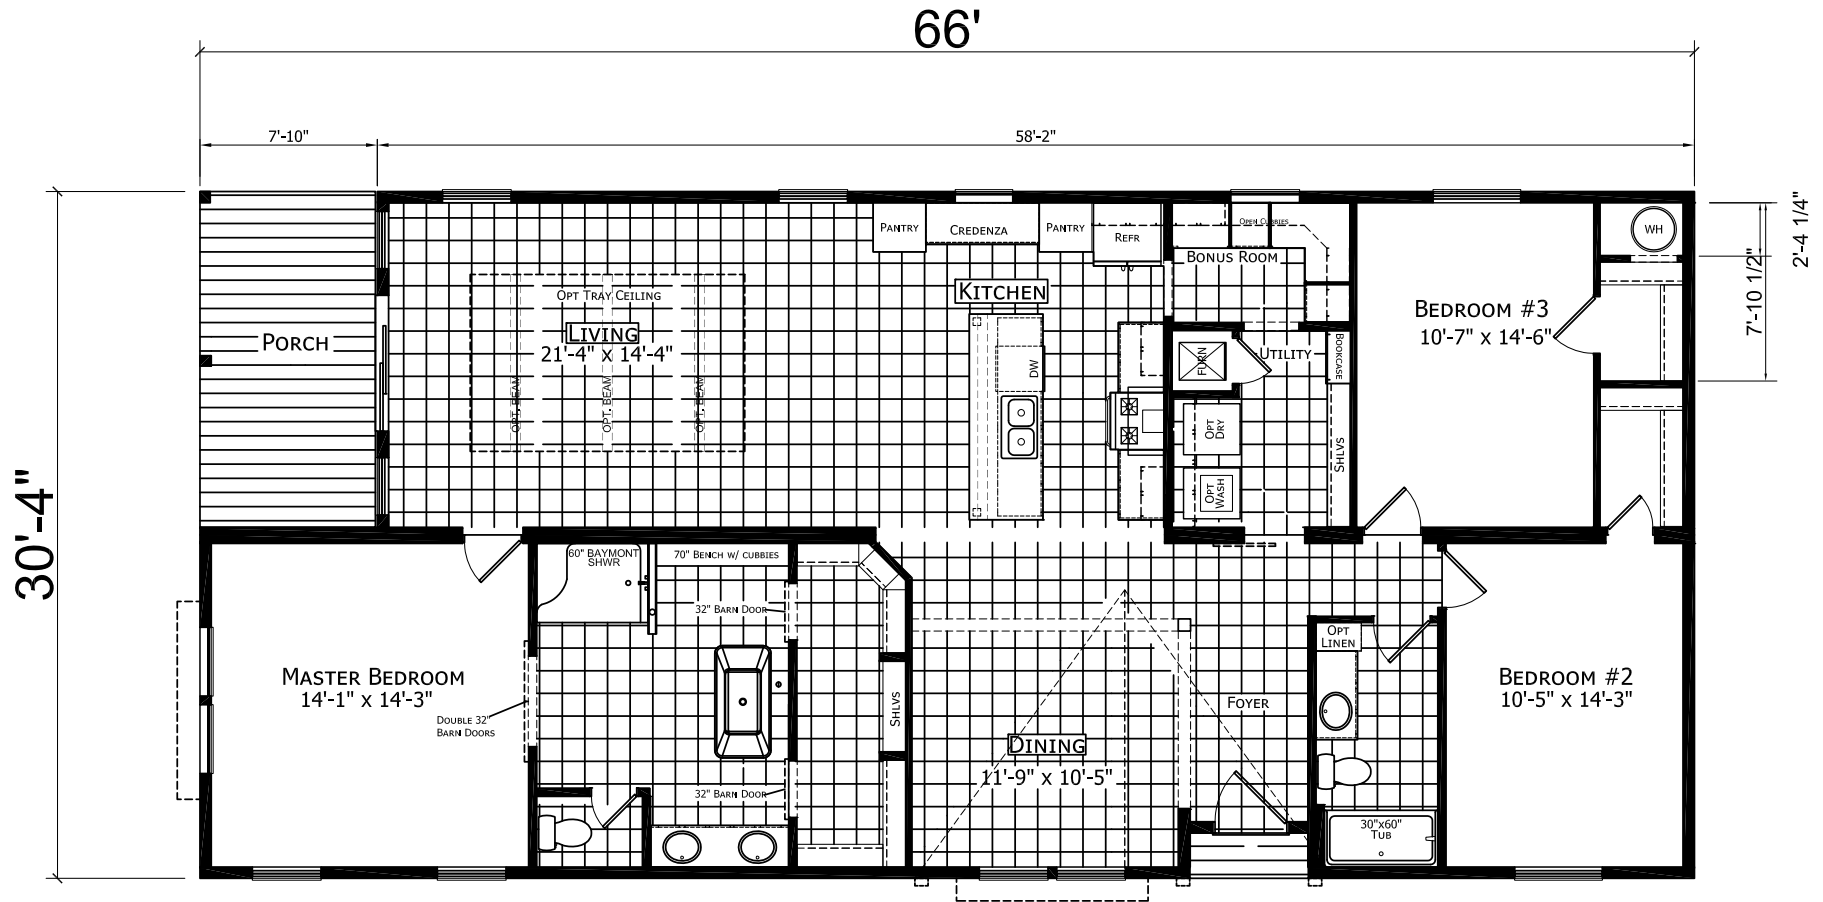 66'
7'-10"
58'-2"
30'-4"
2'-4 1/4"
7'-10 1/2"
PORCH
OPT TRAY CEILING
LIVING
21'-4" x 14'-4"
OPT. BEAM
OPT. BEAM
OPT. BEAM
PANTRY
CREDENZA
PANTRY
REFR
KITCHEN
DW
OPEN CUBBIES
BONUS ROOM
FURN
UTILITY
BOOKCASE
OPT
DRY
OPT
WASH
SHLVS
BEDROOM #3
10'-7" x 14'-6"
WH
MASTER BEDROOM
14'-1" x 14'-3"
DOUBLE 32"
BARN DOORS
60" BAYMONT
SHWR
70" BENCH W/ CUBBIES
32" BARN DOOR
32" BARN DOOR
SHLVS
DINING
11'-9" x 10'-5"
FOYER
OPT
LINEN
30"x60"
TUB
BEDROOM #2
10'-5" x 14'-3"